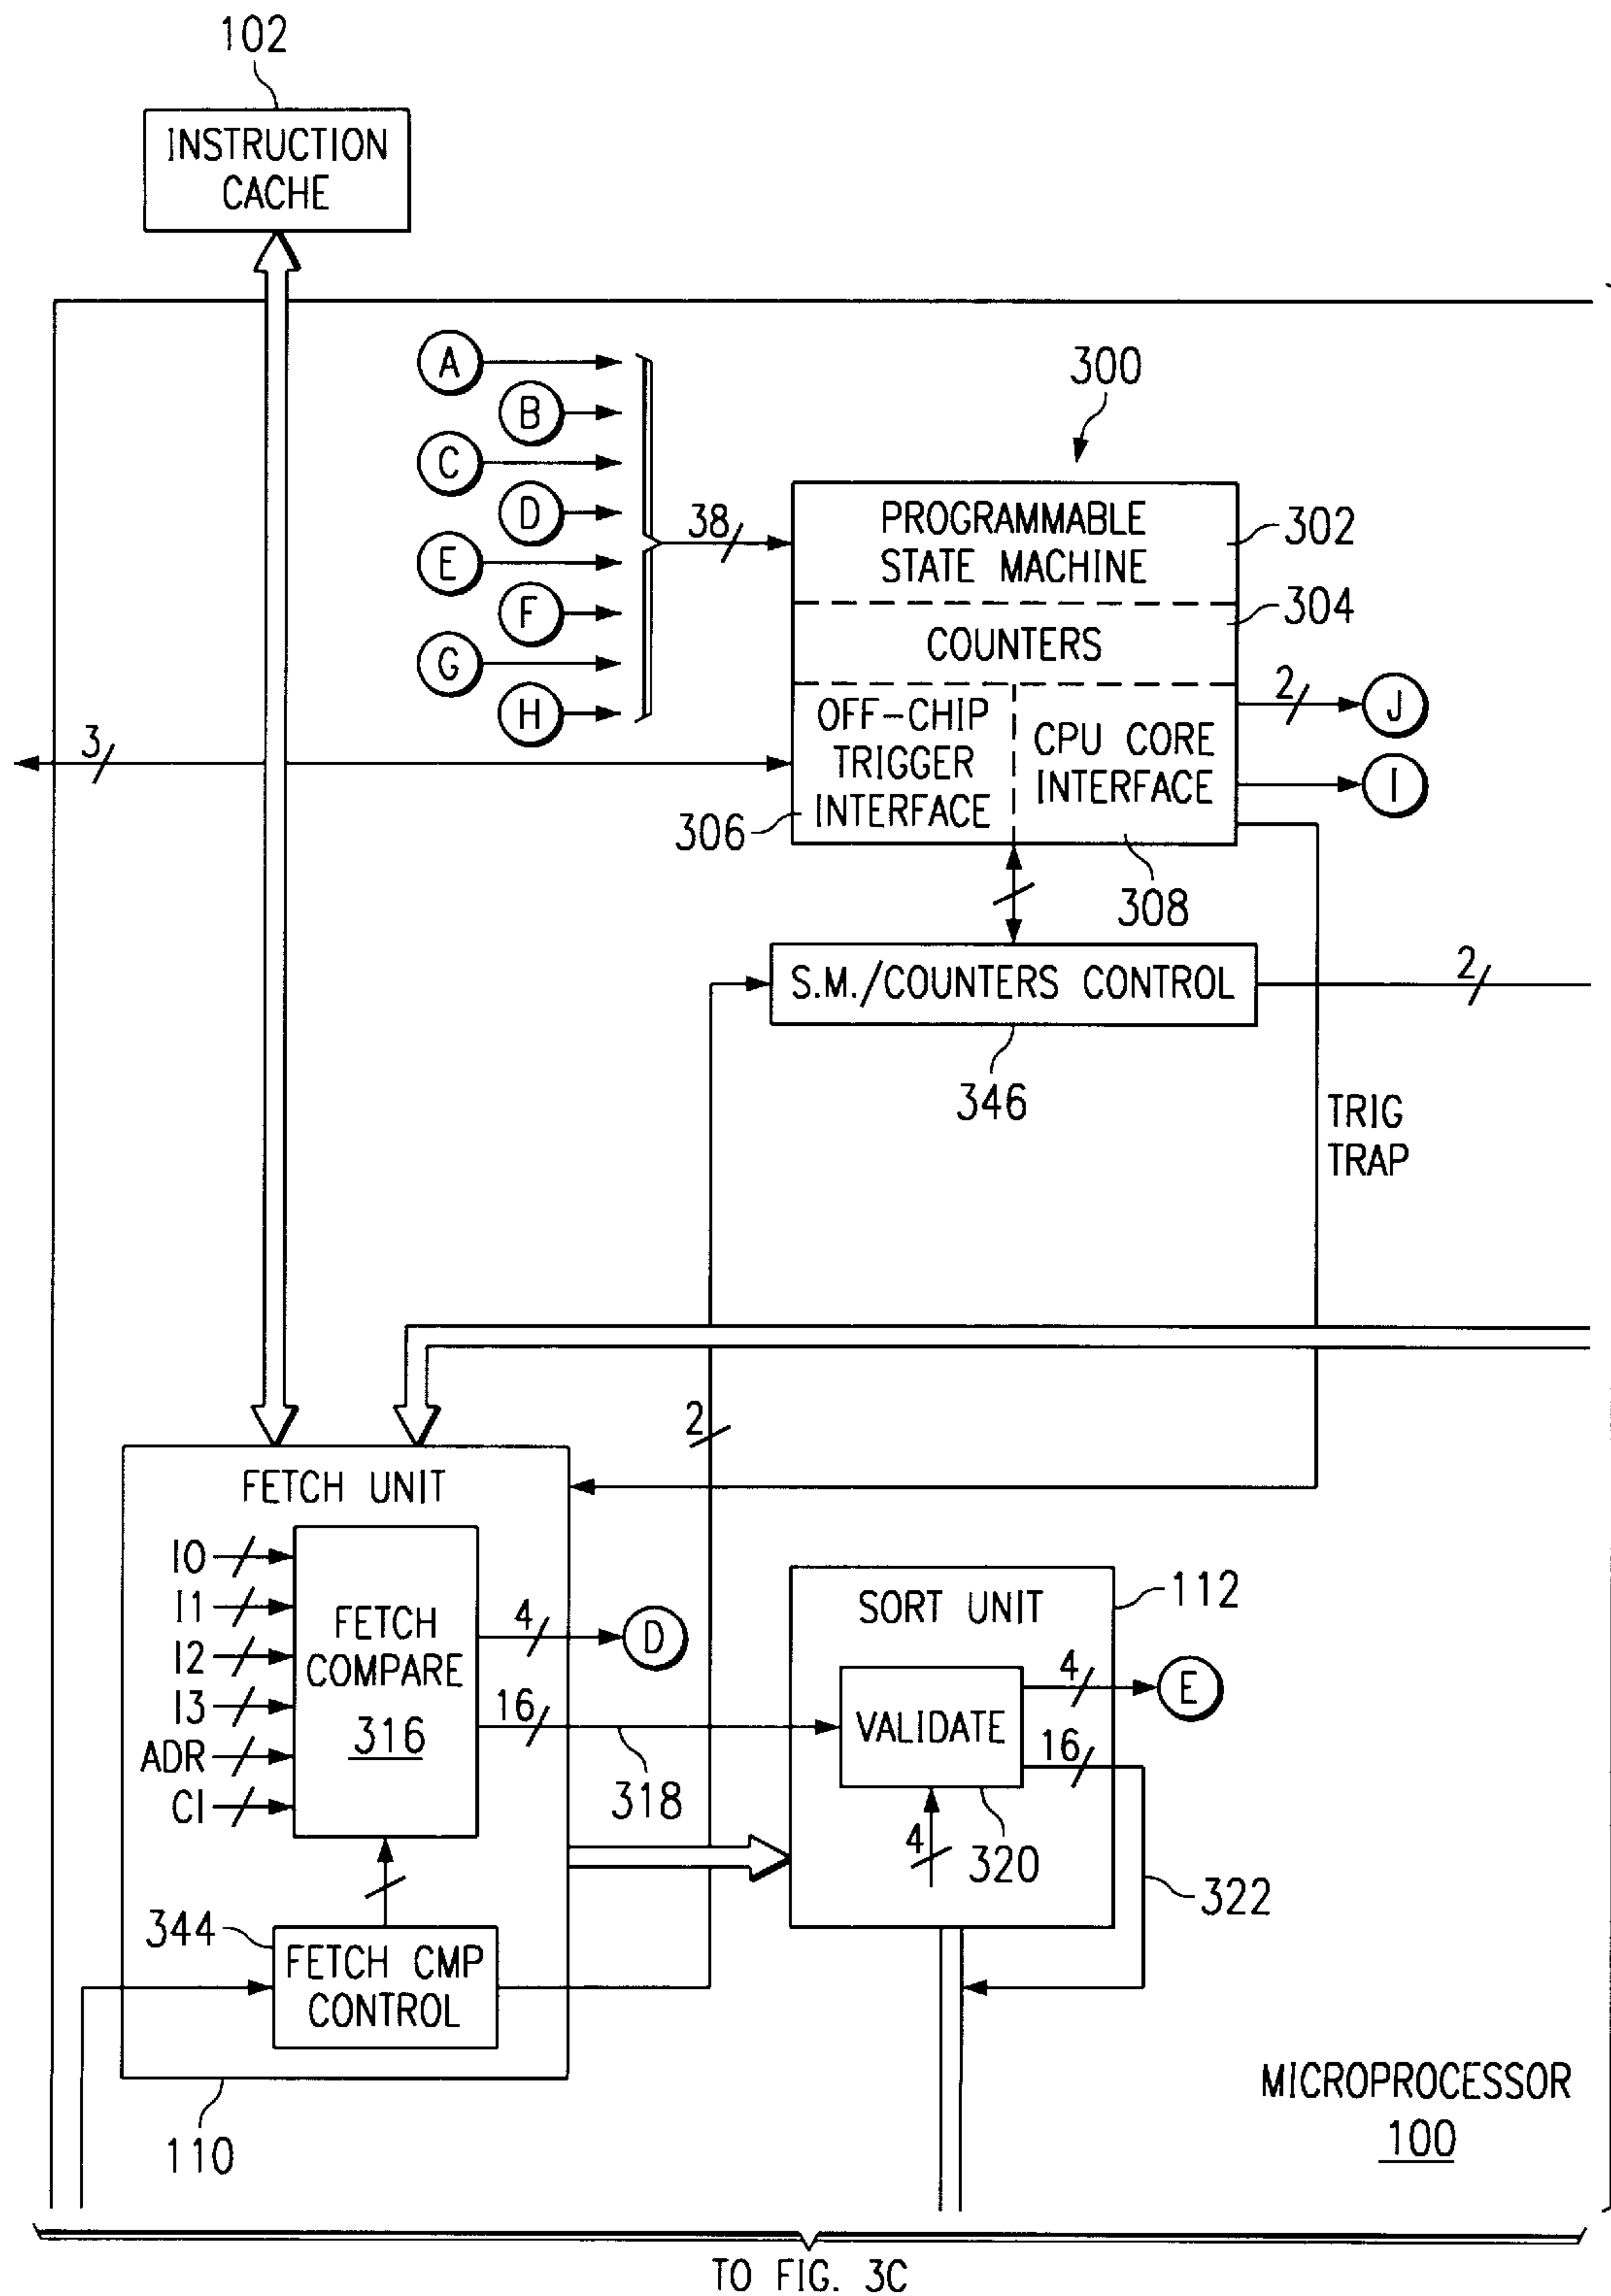 102
INSTRUCTION
CACHE
A
B
C
D
E
F
G
H
38
300
PROGRAMMABLE
STATE MACHINE
302
COUNTERS
304
OFF-CHIP
TRIGGER
INTERFACE
306
CPU CORE
INTERFACE
308
2
J
I
3
S.M./COUNTERS CONTROL
2
346
TRIG
TRAP
2
FETCH UNIT
I0
I1
I2
I3
ADR
CI
FETCH
COMPARE
316
4
D
16
318
SORT UNIT
112
VALIDATE
4
E
16
4
320
322
344
FETCH CMP
CONTROL
110
MICROPROCESSOR
100
TO FIG. 3C